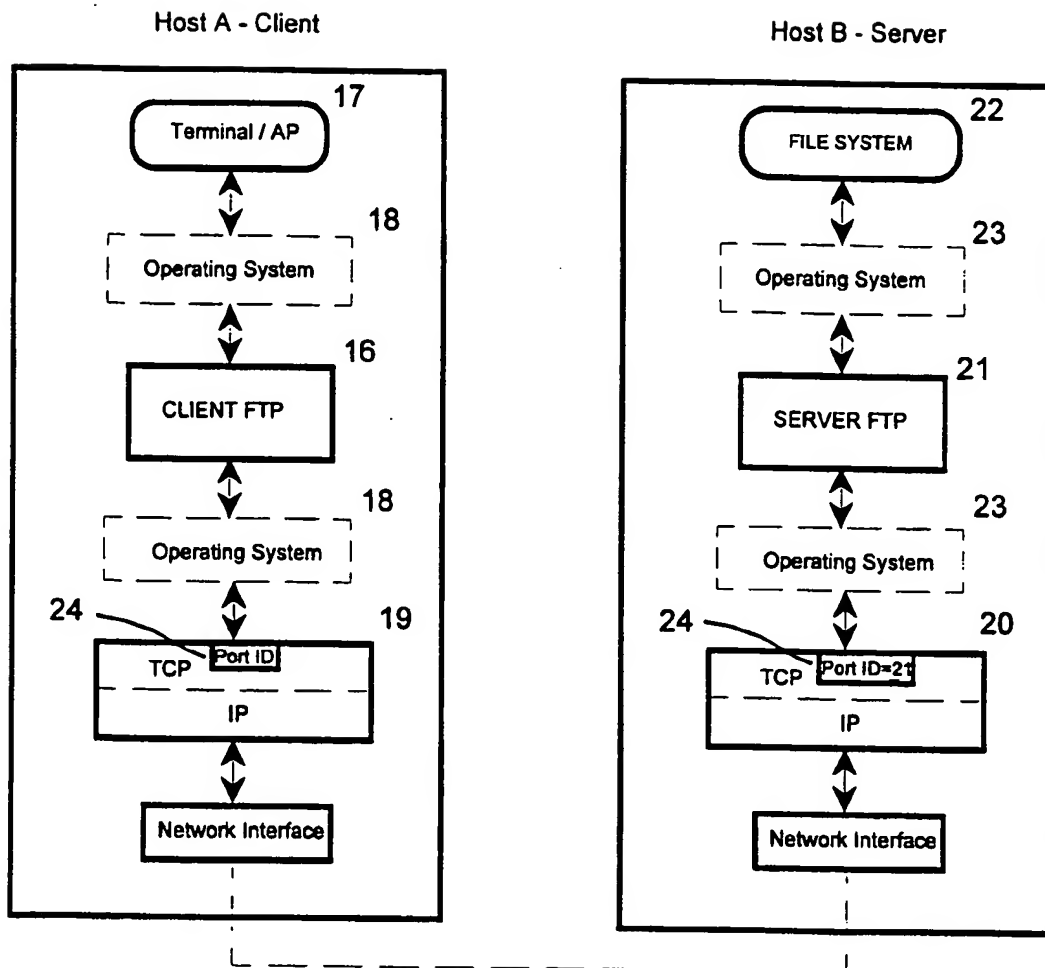 Host A - Client
17
Terminal / AP
18
Operating System
16
CLIENT FTP
18
Operating System
24
19
Port ID
TCP
IP
Network Interface
Host B - Server
22
FILE SYSTEM
23
Operating System
21
SERVER FTP
23
Operating System
24
20
Port ID=21
TCP
IP
Network Interface